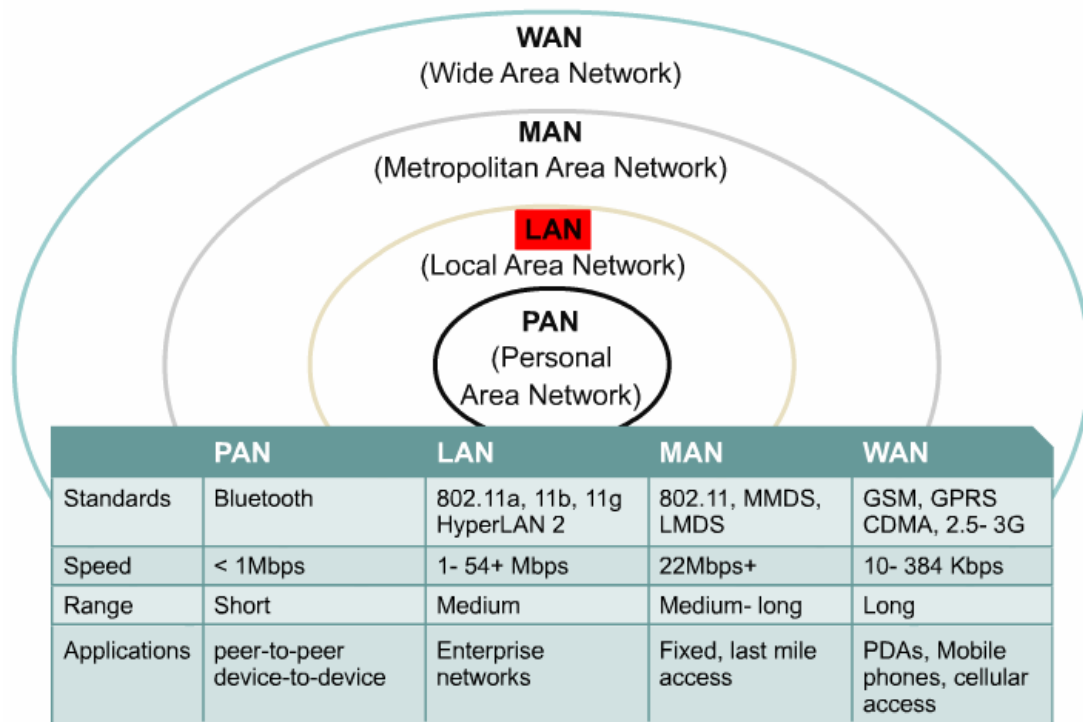 WAN
(Wide Area Network)
MAN
(Metropolitan Area Network)
LAN
(Local Area Network)
PAN
(Personal
Area Network)
PAN LAN MAN WAN
Standards Bluetooth 802.11a, 11b, 11g 802.11, MMDS, GSM, GPRS
HyperLAN 2 LMDS CDMA, 2.5- 3G
Speed < 1Mbps 1- 54+ Mbps 22Mbps+ 10- 384 Kbps
Range Short Medium Medium- long Long
Applications peer-to-peer Enterprise Fixed, last mile PDAs, Mobile
device-to-device networks access phones, cellular
access